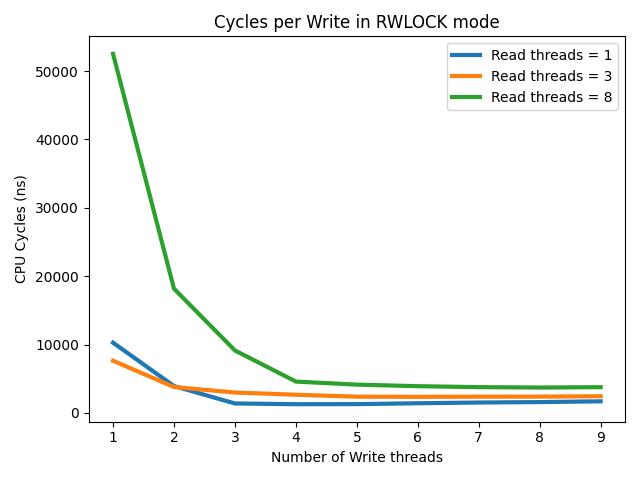 Cycles per Write in RWLOCK mode
Read threads = 1
Read threads = 3
Read threads = 8
CPU Cycles (ns)
50000
40000
30000
20000
10000
0
1 2 3 4 5 6 7 8 9
Number of Write threads